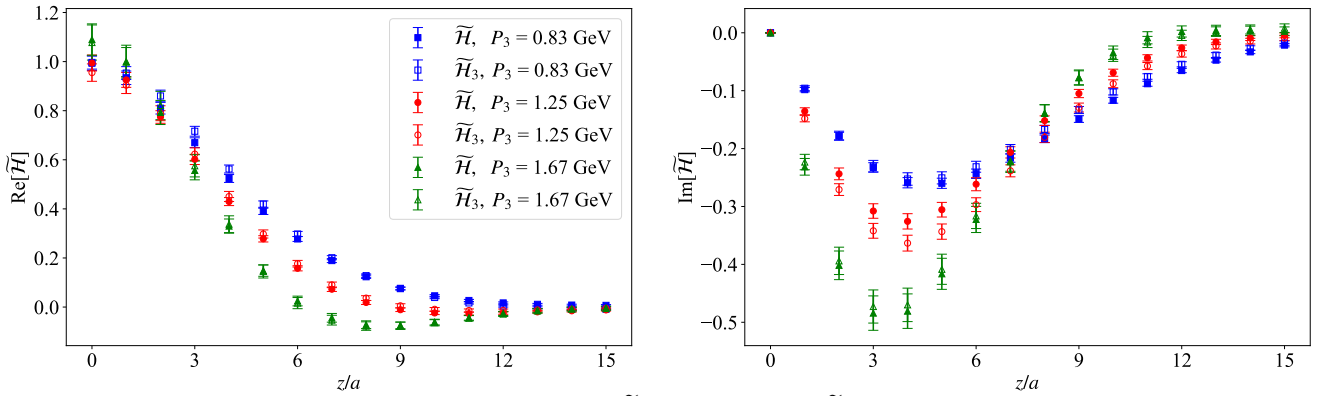 Re[H̃]
1.0
0.8
0.6
0.4
0.2
0.0
H̃, P₃ = 0.83 GeV
H̃₃, P₃ = 0.83 GeV
H̃, P₃ = 1.25 GeV
H̃₃, P₃ = 1.25 GeV
H̃, P₃ = 1.67 GeV
H̃₃, P₃ = 1.67 GeV
0 3 6 9 12 15
z/a
Im[H̃]
−0.0
−0.1
−0.2
−0.3
−0.4
−0.5
0 3 6 9 12 15
z/a